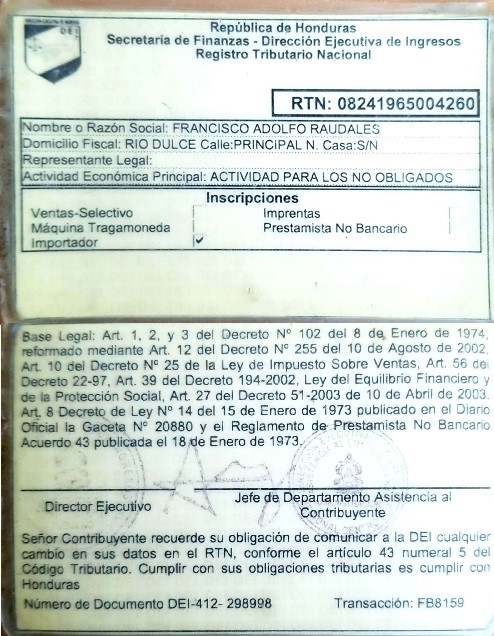 DEI
República de Honduras
Secretaria de Finanzas - Dirección Ejecutiva de Ingresos
Registro Tributario Nacional
RTN: 08241965004260
Nombre o Razón Social: FRANCISCO ADOLFO RAUDALES
Domicilio Fiscal: RIO DULCE Calle:PRINCIPAL N. Casa:S/N
Representante Legal:
Actividad Económica Principal: ACTIVIDAD PARA LOS NO OBLIGADOS
Inscripciones
Ventas-Selectivo Imprentas
Máquina Tragamoneda Prestamista No Bancario
Importador ✓
Base Legal: Art. 1, 2, y 3 del Decreto Nº 102 del 8 de Enero de 1974,
reformado mediante Art. 12 del Decreto Nº 255 del 10 de Agosto de 2002,
Art. 10 del Decreto Nº 25 de la Ley de Impuesto Sobre Ventas, Art. 56 del
Decreto 22-97, Art. 39 del Decreto 194-2002, Ley del Equilibrio Financiero y
de la Protección Social, Art. 27 del Decreto 51-2003 de 10 de Abril de 2003.
Art. 8 Decreto de Ley Nº 14 del 15 de Enero de 1973 publicado en el Diario
Oficial la Gaceta Nº 20880 y el Reglamento de Prestamista No Bancario
Acuerdo 43 publicada el 18 de Enero de 1973.
Director Ejecutivo
Jefe de Departamento Asistencia al
Contribuyente
Señor Contribuyente recuerde su obligación de comunicar a la DEI cualquier
cambio en sus datos en el RTN, conforme el artículo 43 numeral 5 del
Código Tributario. Cumplir con sus obligaciones tributarias es cumplir con
Honduras
Número de Documento DEI-412- 298998 Transacción: FB8159